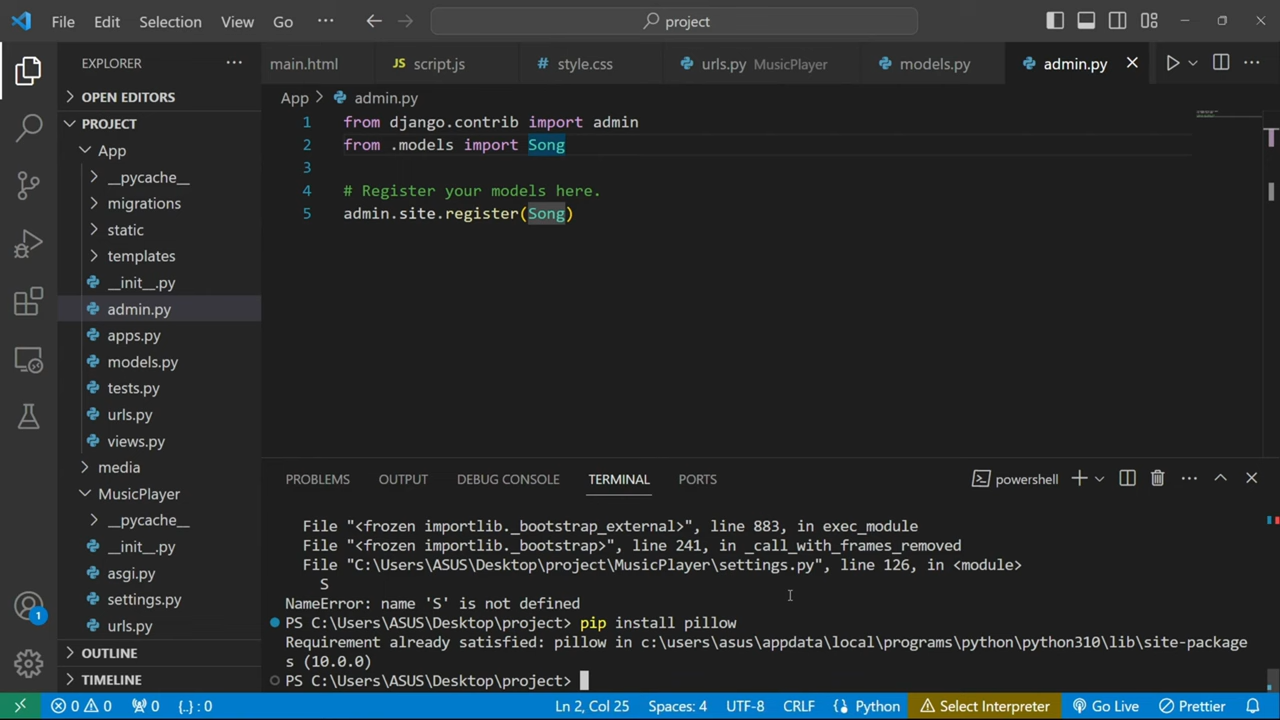 File Edit Selection View Go ··· project
EXPLORER ···
main.html script.js style.css urls.py MusicPlayer models.py admin.py
OPEN EDITORS
App > admin.py
PROJECT
App
__pycache__
migrations
static
templates
__init__.py
admin.py
apps.py
models.py
tests.py
urls.py
views.py
media
MusicPlayer
__pycache__
__init__.py
asgi.py
settings.py
urls.py
OUTLINE
TIMELINE
1 from django.contrib import admin
2 from .models import Song
3
4 # Register your models here.
5 admin.site.register(Song)
PROBLEMS OUTPUT DEBUG CONSOLE TERMINAL PORTS powershell
File "<frozen importlib._bootstrap_external>", line 883, in exec_module
File "<frozen importlib._bootstrap>", line 241, in _call_with_frames_removed
File "C:\Users\ASUS\Desktop\project\MusicPlayer\settings.py", line 126, in <module>
S
NameError: name 'S' is not defined
PS C:\Users\ASUS\Desktop\project> pip install pillow
Requirement already satisfied: pillow in c:\users\asus\appdata\local\programs\python\python310\lib\site-package
s (10.0.0)
PS C:\Users\ASUS\Desktop\project>
1
0 0 0 {..} : 0 Ln 2, Col 25 Spaces: 4 UTF-8 CRLF Python Select Interpreter Go Live Prettier